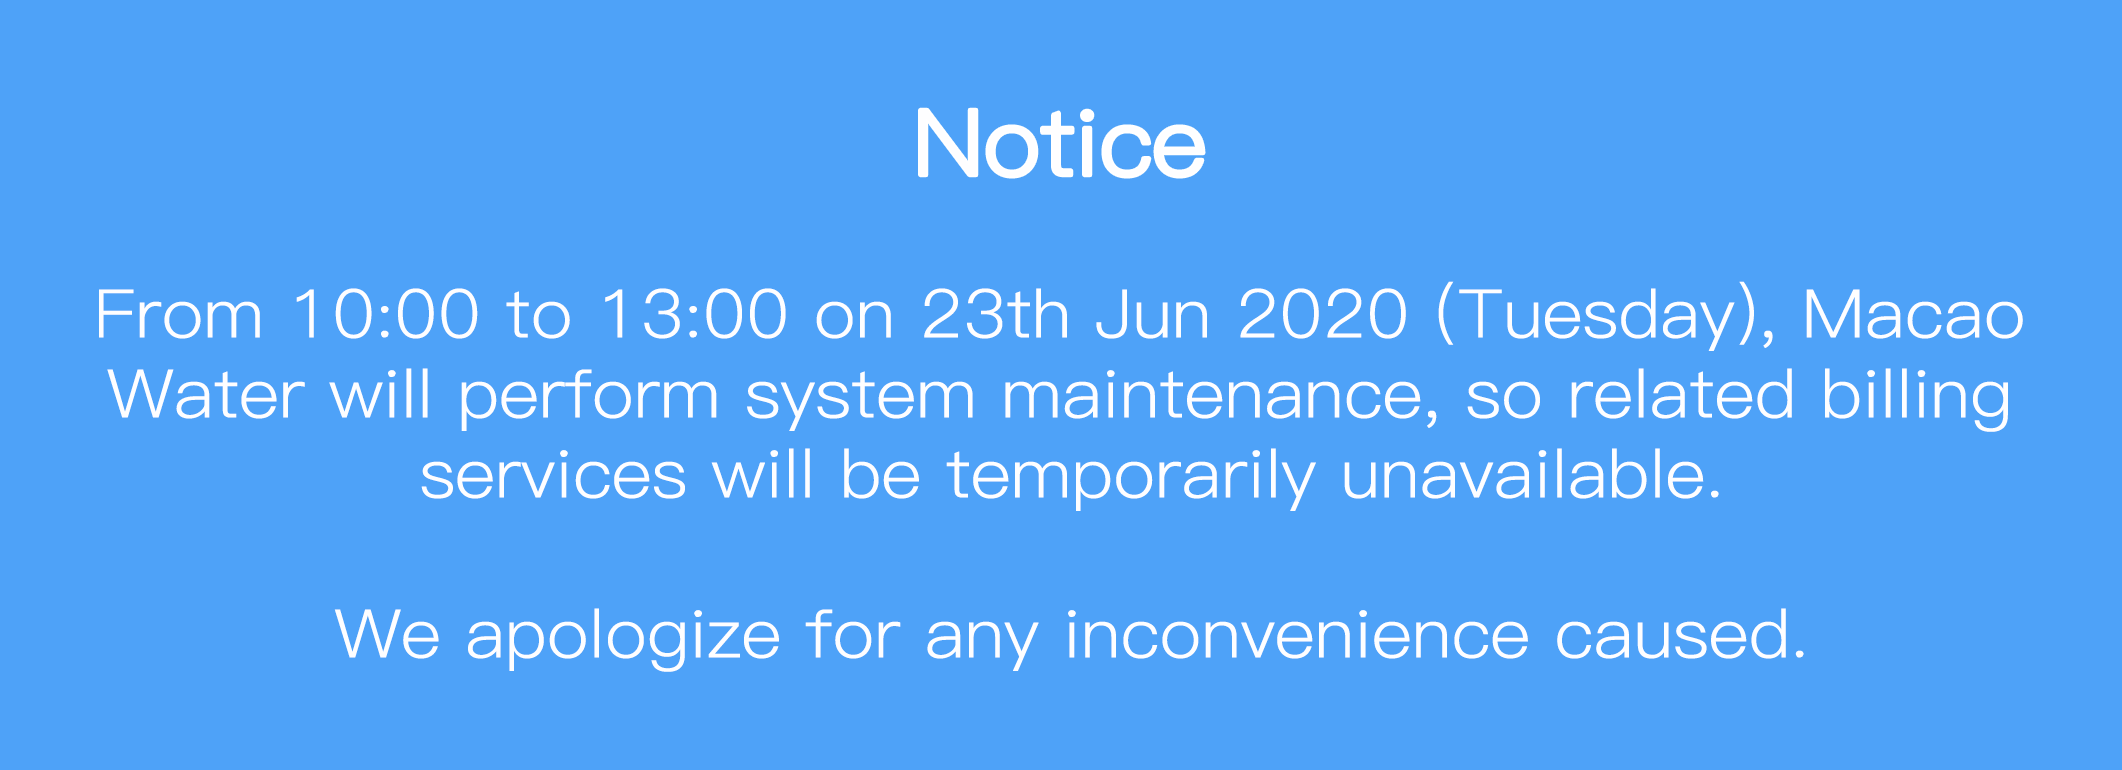 Notice
From 10:00 to 13:00 on 23th Jun 2020 (Tuesday), Macao
Water will perform system maintenance, so related billing
services will be temporarily unavailable.
We apologize for any inconvenience caused.